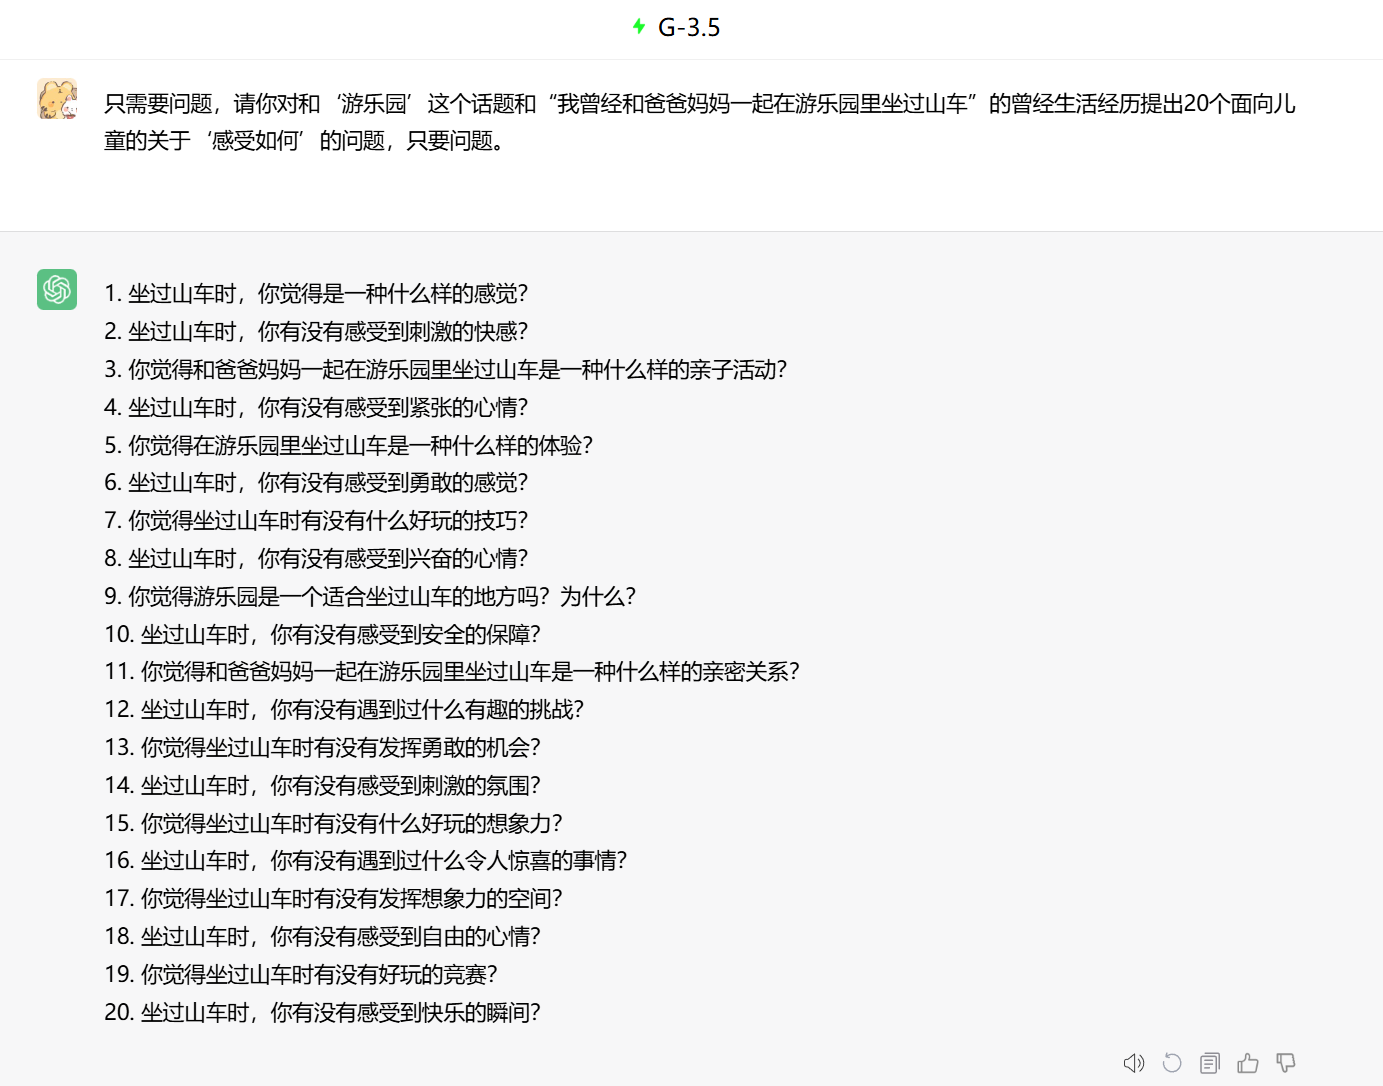 G-3.5
只需要问题，请你对和‘游乐园’这个话题和“我曾经和爸爸妈妈一起在游乐园里坐过山车”的曾经生活经历提出20个面向儿
童的关于‘感受如何’的问题，只要问题。
1. 坐过山车时，你觉得是一种什么样的感觉？
2. 坐过山车时，你有没有感受到刺激的快感？
3. 你觉得和爸爸妈妈一起在游乐园里坐过山车是一种什么样的亲子活动？
4. 坐过山车时，你有没有感受到紧张的心情？
5. 你觉得在游乐园里坐过山车是一种什么样的体验？
6. 坐过山车时，你有没有感受到勇敢的感觉？
7. 你觉得坐过山车时有没有什么好玩的技巧？
8. 坐过山车时，你有没有感受到兴奋的心情？
9. 你觉得游乐园是一个适合坐过山车的地方吗？为什么？
10. 坐过山车时，你有没有感受到安全的保障？
11. 你觉得和爸爸妈妈一起在游乐园里坐过山车是一种什么样的亲密关系？
12. 坐过山车时，你有没有遇到过什么有趣的挑战？
13. 你觉得坐过山车时有没有发挥勇敢的机会？
14. 坐过山车时，你有没有感受到刺激的氛围？
15. 你觉得坐过山车时有没有什么好玩的想象力？
16. 坐过山车时，你有没有遇到过什么令人惊喜的事情？
17. 你觉得坐过山车时有没有发挥想象力的空间？
18. 坐过山车时，你有没有感受到自由的心情？
19. 你觉得坐过山车时有没有好玩的竞赛？
20. 坐过山车时，你有没有感受到快乐的瞬间？